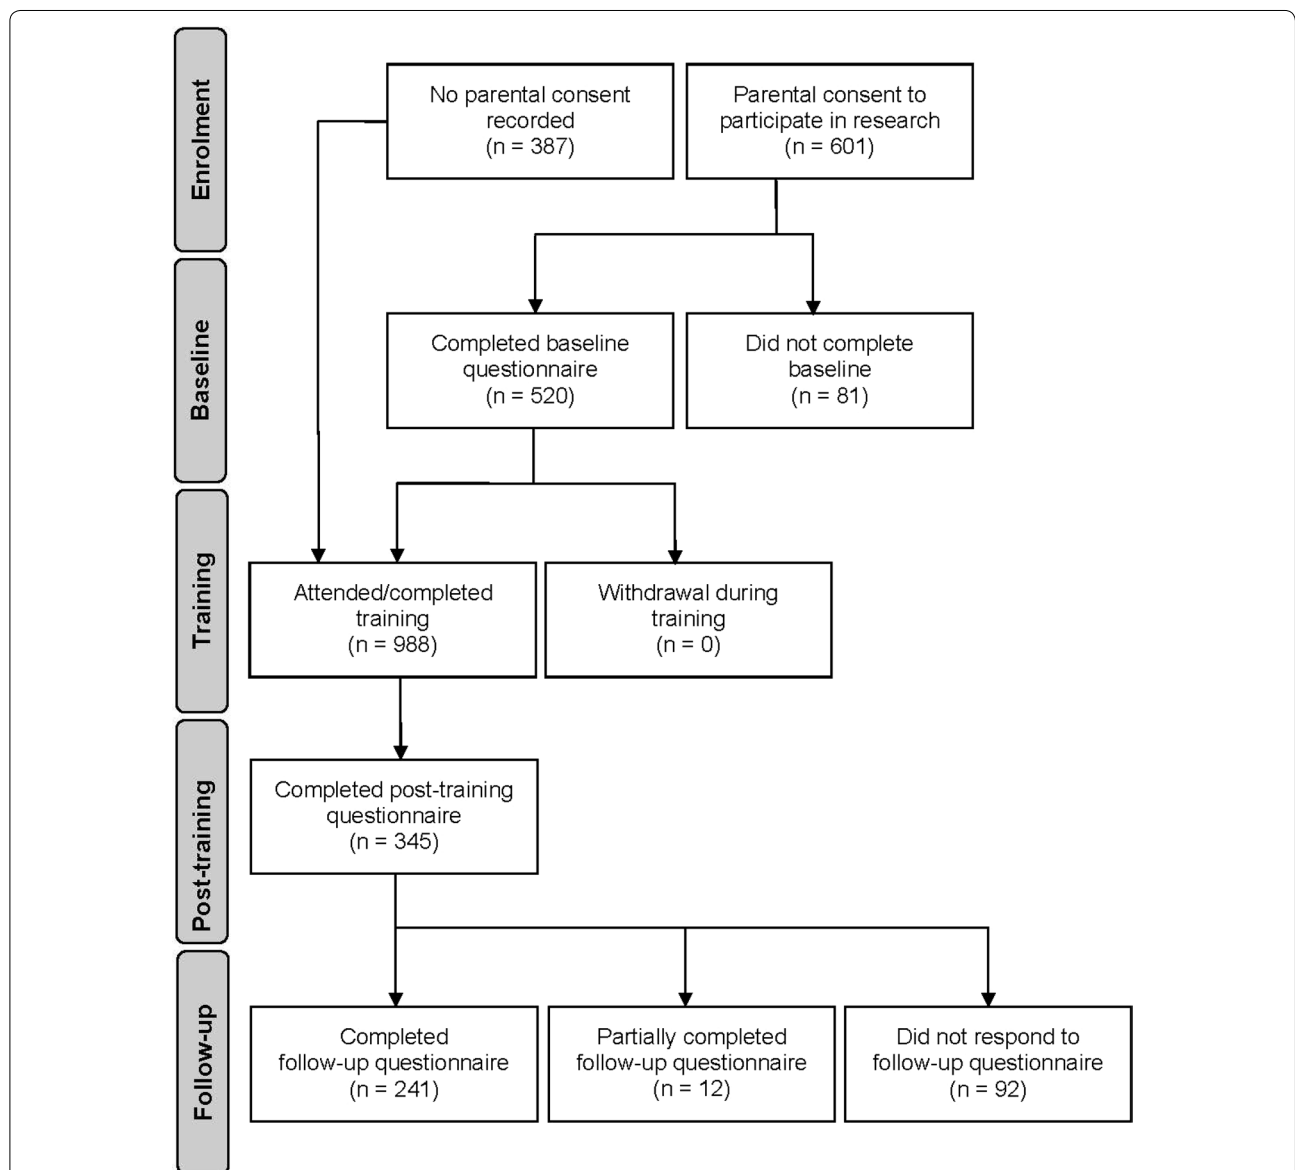 Enrolment
No parental consent
recorded
(n = 387)
Parental consent to
participate in research
(n = 601)
Baseline
Completed baseline
questionnaire
(n = 520)
Did not complete
baseline
(n = 81)
Training
Attended/completed
training
(n = 988)
Withdrawal during
training
(n = 0)
Post-training
Completed post-training
questionnaire
(n = 345)
Follow-up
Completed
follow-up questionnaire
(n = 241)
Partially completed
follow-up questionnaire
(n = 12)
Did not respond to
follow-up questionnaire
(n = 92)